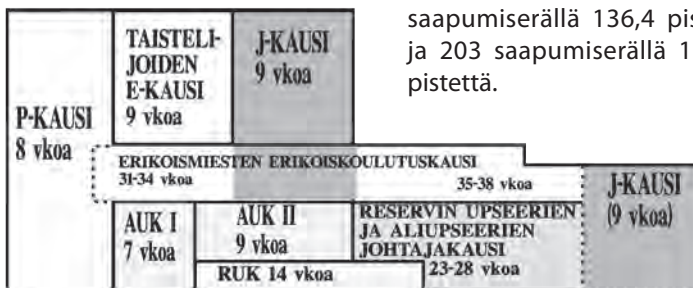 saapumiserällä 136,4
ja 203 saapumiserällä
pistettä.
P-KAUSI
8 vkoa
TAISTELI-
JOIDEN
E-KAUSI
9 vkoa
J-KAUSI
9 vkoa
ERIKOISMIESTEN ERIKOISKOULUTUSKAUSI
31-34 vkoa
35-38 vkoa
AUK I
7 vkoa
AUK II
9 vkoa
RUK 14 vkoa
RESERVIN UPSEERIEN
JA ALIUPSEERIEN
JOHTAJAKAUSI
23-28 vkoa
J-KAUSI
(9 vkoa)